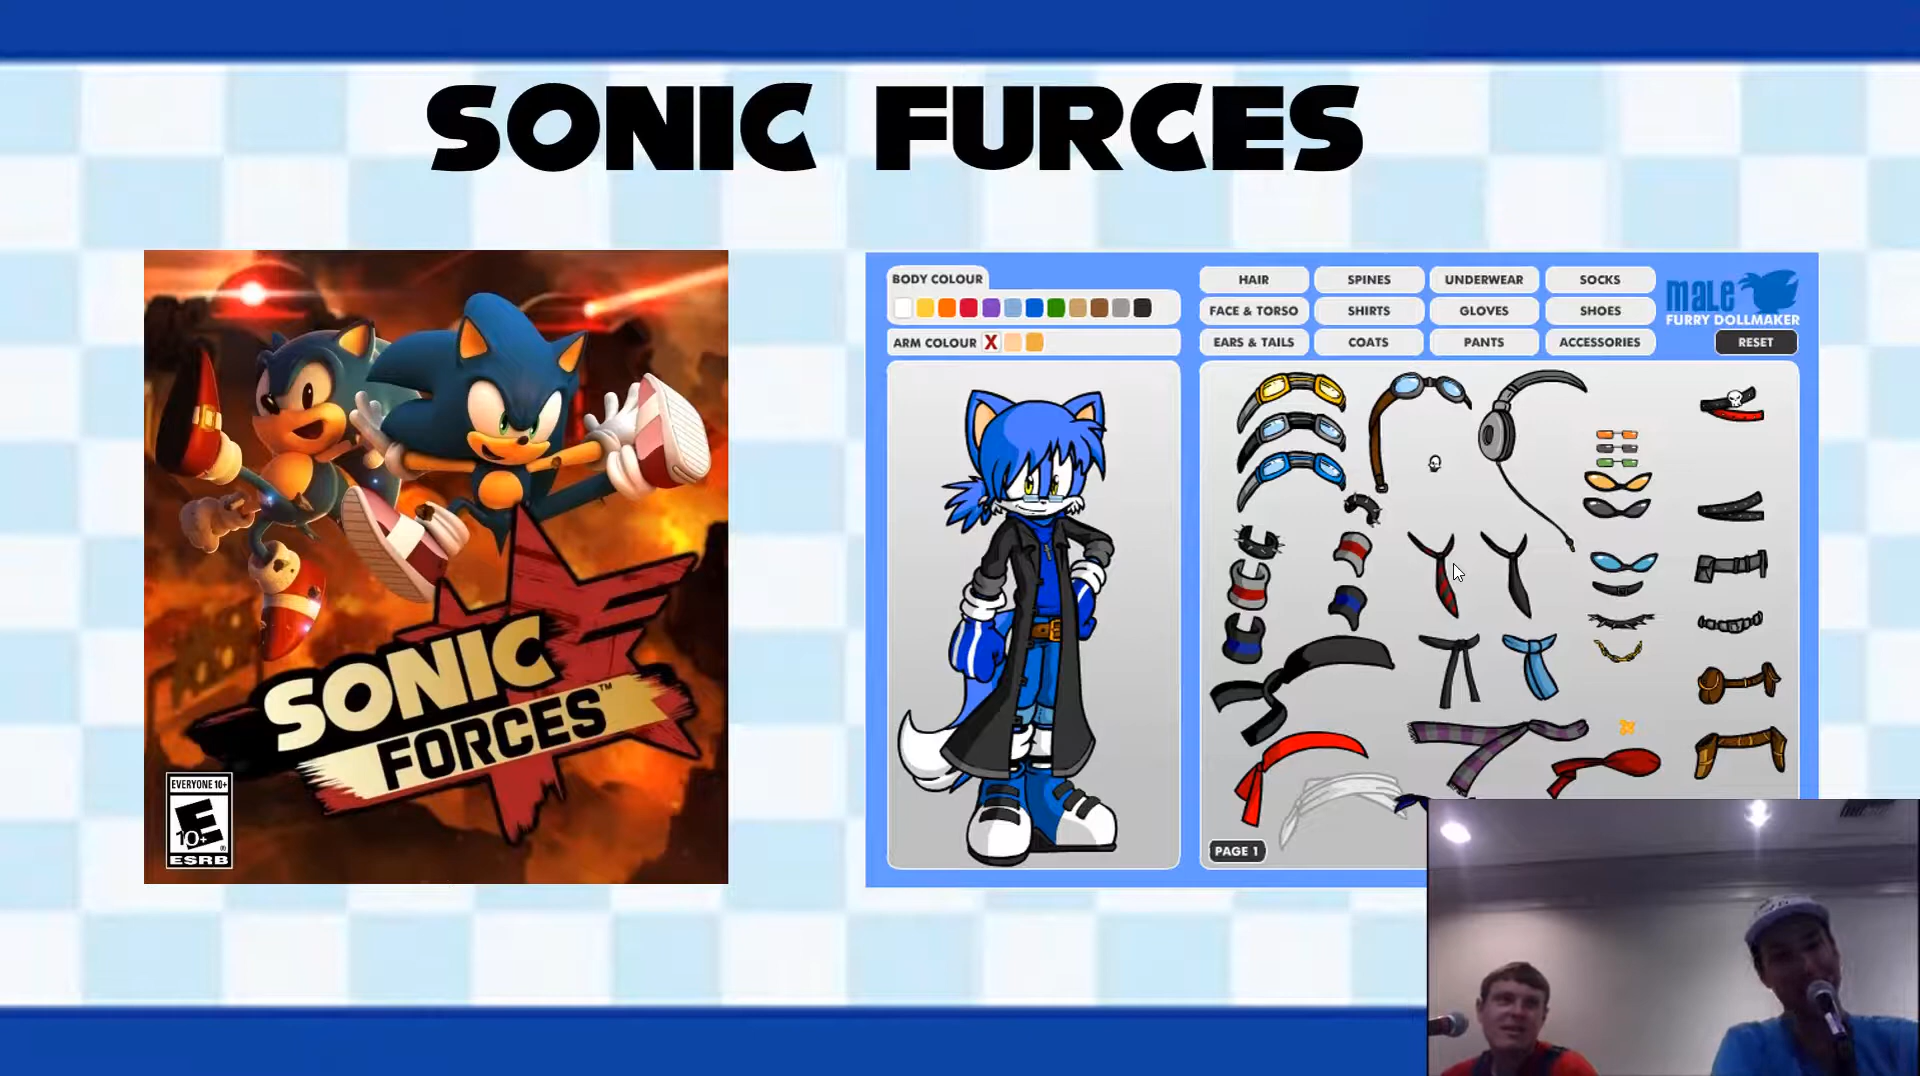 SONIC FURCES
SONIC
FORCES™
EVERYONE 10+
E
10+
®
ESRB
BODY COLOUR
ARM COLOUR X
HAIR SPINES UNDERWEAR SOCKS
FACE & TORSO SHIRTS GLOVES SHOES
EARS & TAILS COATS PANTS ACCESSORIES
MALE
FURRY DOLLMAKER
RESET
PAGE 1